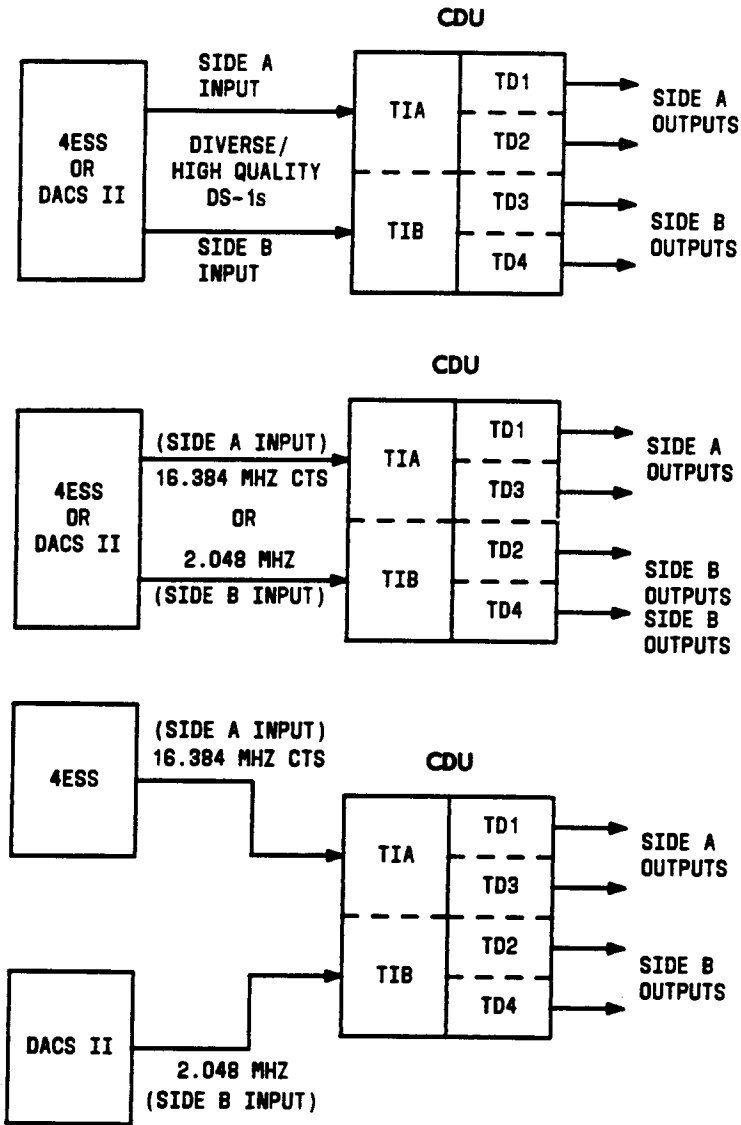 CDU
SIDE A
INPUT
4ESS
OR
DACS II
DIVERSE/
HIGH QUALITY
DS-1s
SIDE B
INPUT
TIA
TIB
TD1
TD2
TD3
TD4
SIDE A
OUTPUTS
SIDE B
OUTPUTS
CDU
4ESS
OR
DACS II
(SIDE A INPUT)
16.384 MHZ CTS
OR
2.048 MHZ
(SIDE B INPUT)
TIA
TIB
TD1
TD3
TD2
TD4
SIDE A
OUTPUTS
SIDE B
OUTPUTS
SIDE B
OUTPUTS
4ESS
(SIDE A INPUT)
16.384 MHZ CTS
CDU
TIA
TIB
TD1
TD3
TD2
TD4
SIDE A
OUTPUTS
SIDE B
OUTPUTS
DACS II
2.048 MHZ
(SIDE B INPUT)